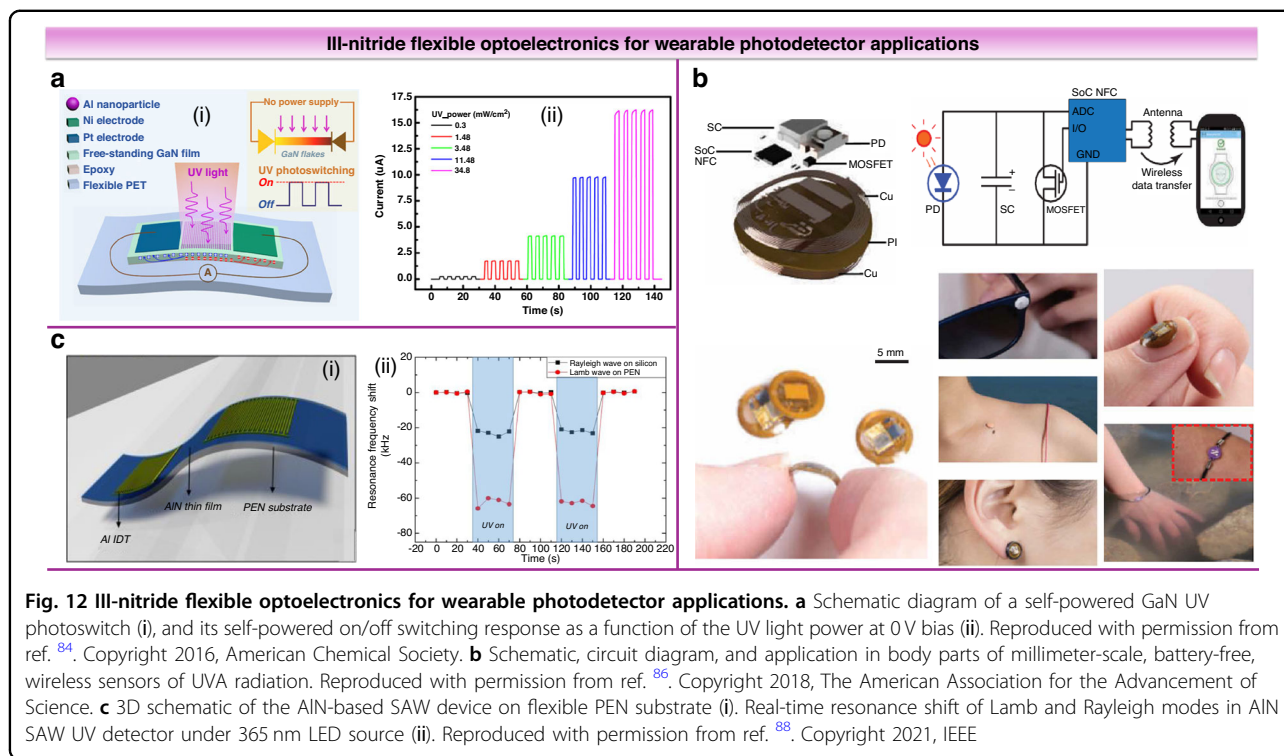 III-nitride flexible optoelectronics for wearable photodetector applications
a
Al nanoparticle
Ni electrode
Pt electrode
Free-standing GaN film
Epoxy
Flexible PET
(i)
No power supply
GaN flakes
UV photoswitching
On
Off
UV light
A
(ii)
UV_power (mW/cm²)
0.3
1.48
3.48
11.48
34.8
Current (uA)
17.5
15.0
12.5
10.0
7.5
5.0
2.5
0.0
0 20 40 60 80 100 120 140
Time (s)
b
SC
SoC
NFC
PD
MOSFET
Cu
PI
Cu
SoC NFC
ADC
I/O
GND
Antenna
Wireless
data transfer
PD
SC
MOSFET
5 mm
c
(i)
Al IDT
AlN thin film
PEN substrate
(ii)
Rayleigh wave on silicon
Lamb wave on PEN
Resonance frequency shift
(kHz)
20
0
-20
-40
-60
-80
UV on
UV on
-20 0 20 40 60 80 100 120 140 160 180 200 220
Time (s)
Fig. 12 III-nitride flexible optoelectronics for wearable photodetector applications. a Schematic diagram of a self-powered GaN UV
photoswitch (i), and its self-powered on/off switching response as a function of the UV light power at 0 V bias (ii). Reproduced with permission from
ref. 84. Copyright 2016, American Chemical Society. b Schematic, circuit diagram, and application in body parts of millimeter-scale, battery-free,
wireless sensors of UVA radiation. Reproduced with permission from ref. 86. Copyright 2018, The American Association for the Advancement of
Science. c 3D schematic of the AlN-based SAW device on flexible PEN substrate (i). Real-time resonance shift of Lamb and Rayleigh modes in AlN
SAW UV detector under 365 nm LED source (ii). Reproduced with permission from ref. 88. Copyright 2021, IEEE